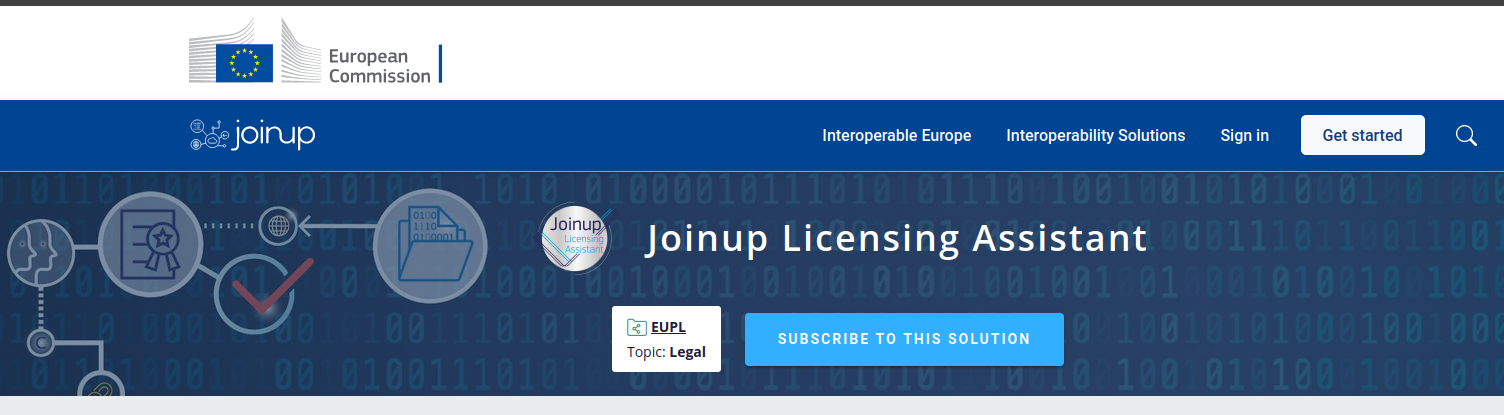 European
Commission
joinup
Interoperable Europe
Interoperability Solutions
Sign in
Get started
Joinup
Licensing
Assistant
Joinup Licensing Assistant
EUPL
Topic: Legal
SUBSCRIBE TO THIS SOLUTION